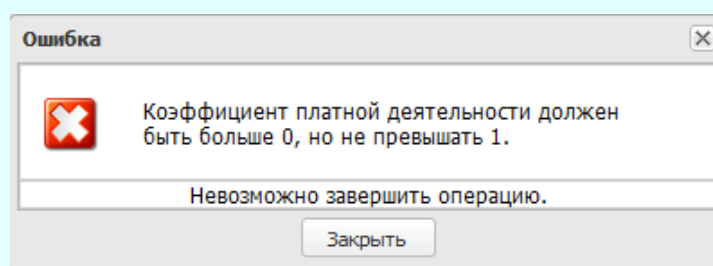 Ошибка
Коэффициент платной деятельности должен
быть больше 0, но не превышать 1.
Невозможно завершить операцию.
Закрыть